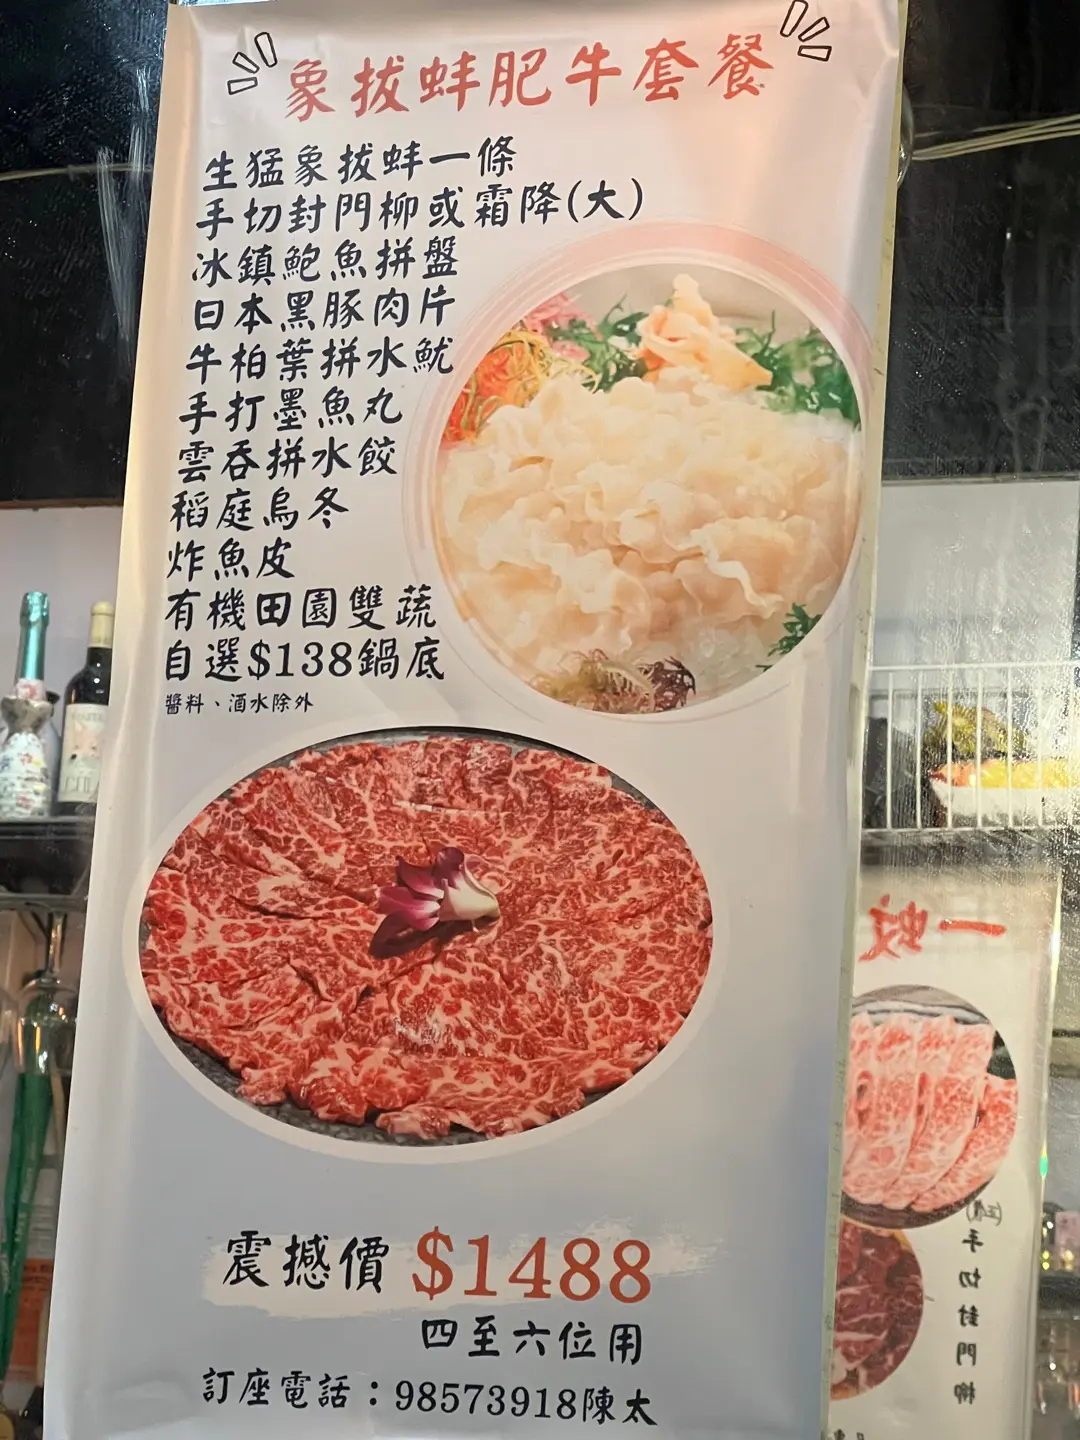 象拔蚌肥牛套餐
生猛象拔蚌一條
手切封門柳或霜降(大)
冰鎮鮑魚拼盤
日本黑豚肉片
牛柏葉拼水魷
手打墨魚丸
雲吞拼水餃
稻庭烏冬
炸魚皮
有機田園雙蔬
自選$138鍋底
醬料、酒水除外
震撼價 $1488
四至六位用
訂座電話：98573918陳太
手切封門柳